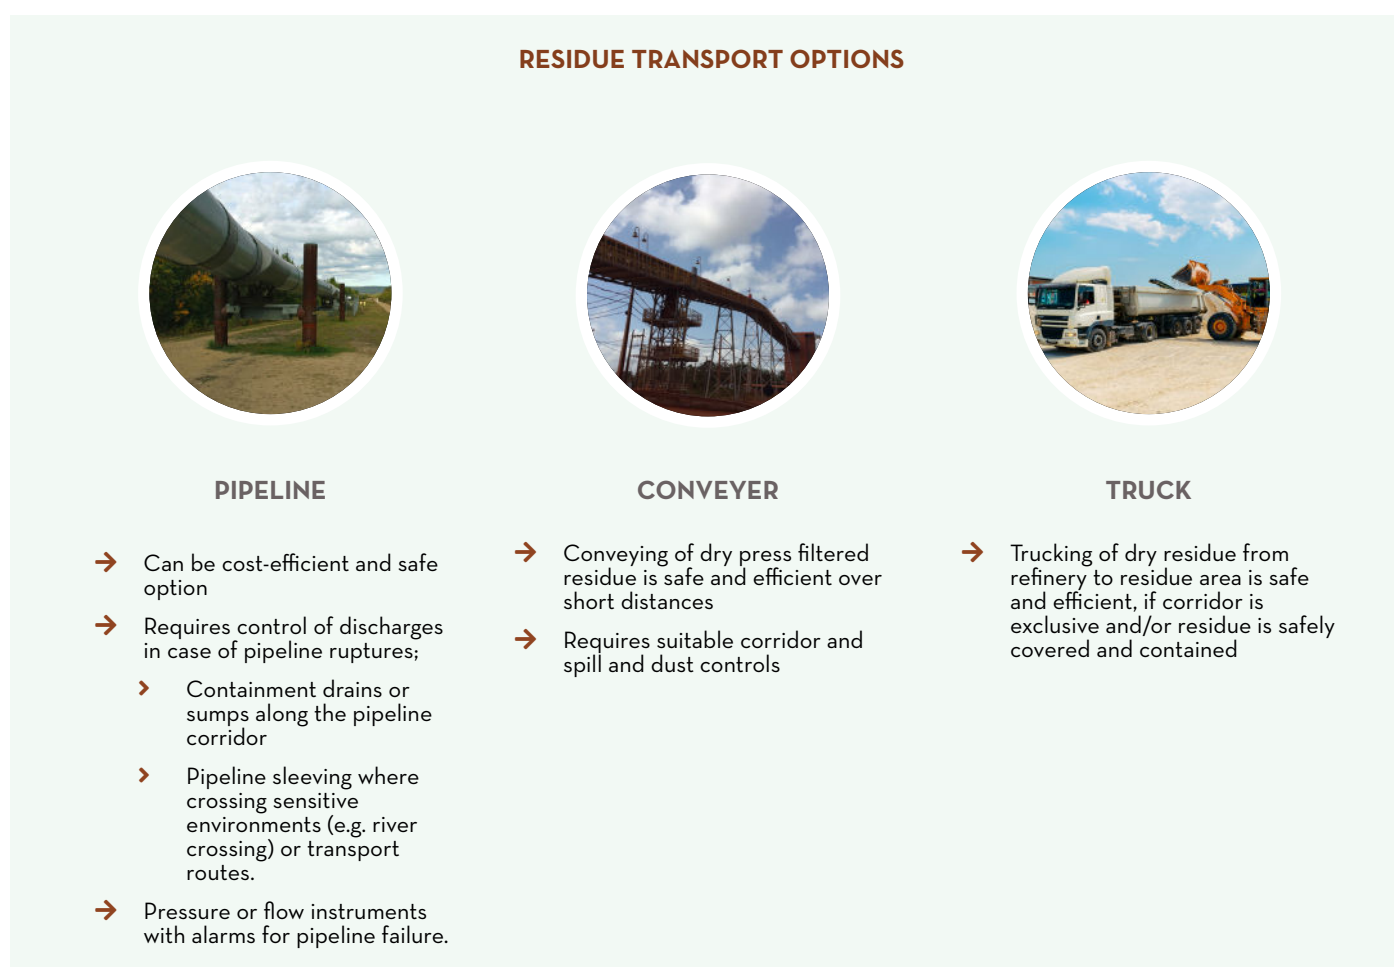 RESIDUE TRANSPORT OPTIONS
PIPELINE
Can be cost-efficient and safe
option
Requires control of discharges
in case of pipeline ruptures;
Containment drains or
sumps along the pipeline
corridor
Pipeline sleeving where
crossing sensitive
environments (e.g. river
crossing) or transport
routes.
Pressure or flow instruments
with alarms for pipeline failure.
CONVEYER
Conveying of dry press filtered
residue is safe and efficient over
short distances
Requires suitable corridor and
spill and dust controls
TRUCK
Trucking of dry residue from
refinery to residue area is safe
and efficient, if corridor is
exclusive and/or residue is safely
covered and contained